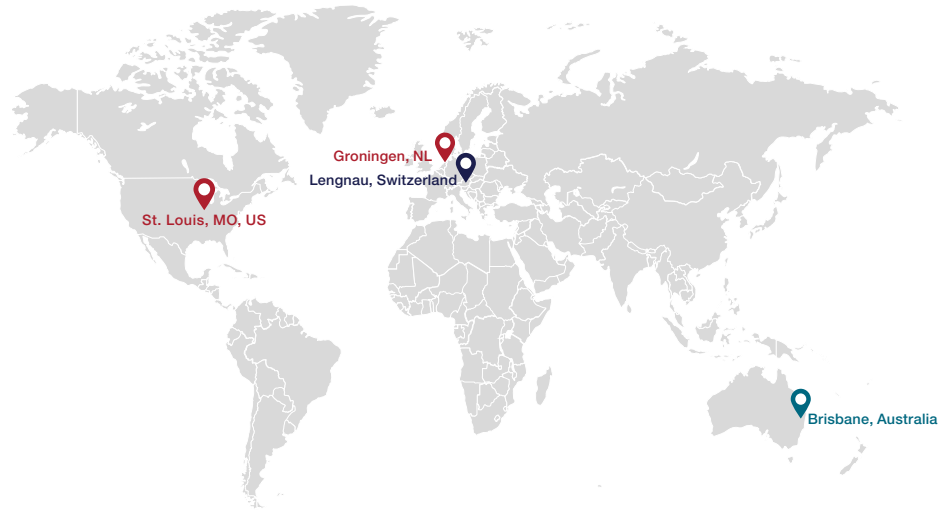 Groningen, NL
Lengnau, Switzerland
St. Louis, MO, US
Brisbane, Australia